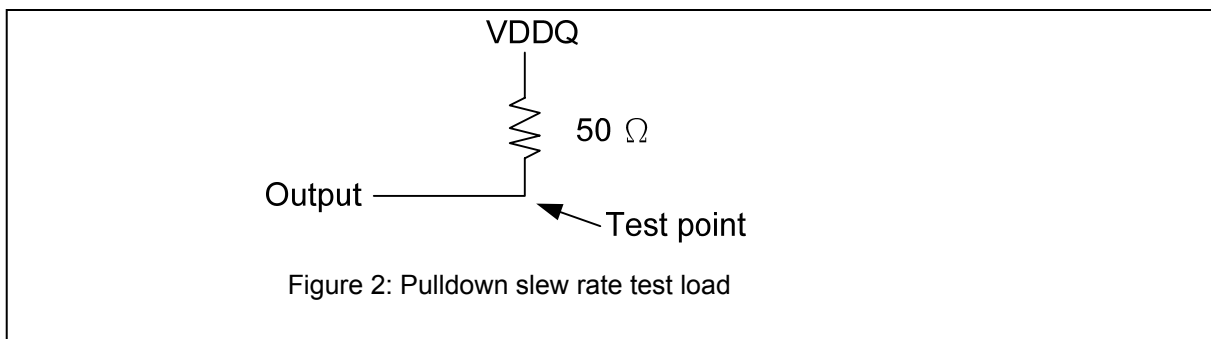 VDDQ
50 Ω
Output
Test point
Figure 2: Pulldown slew rate test load